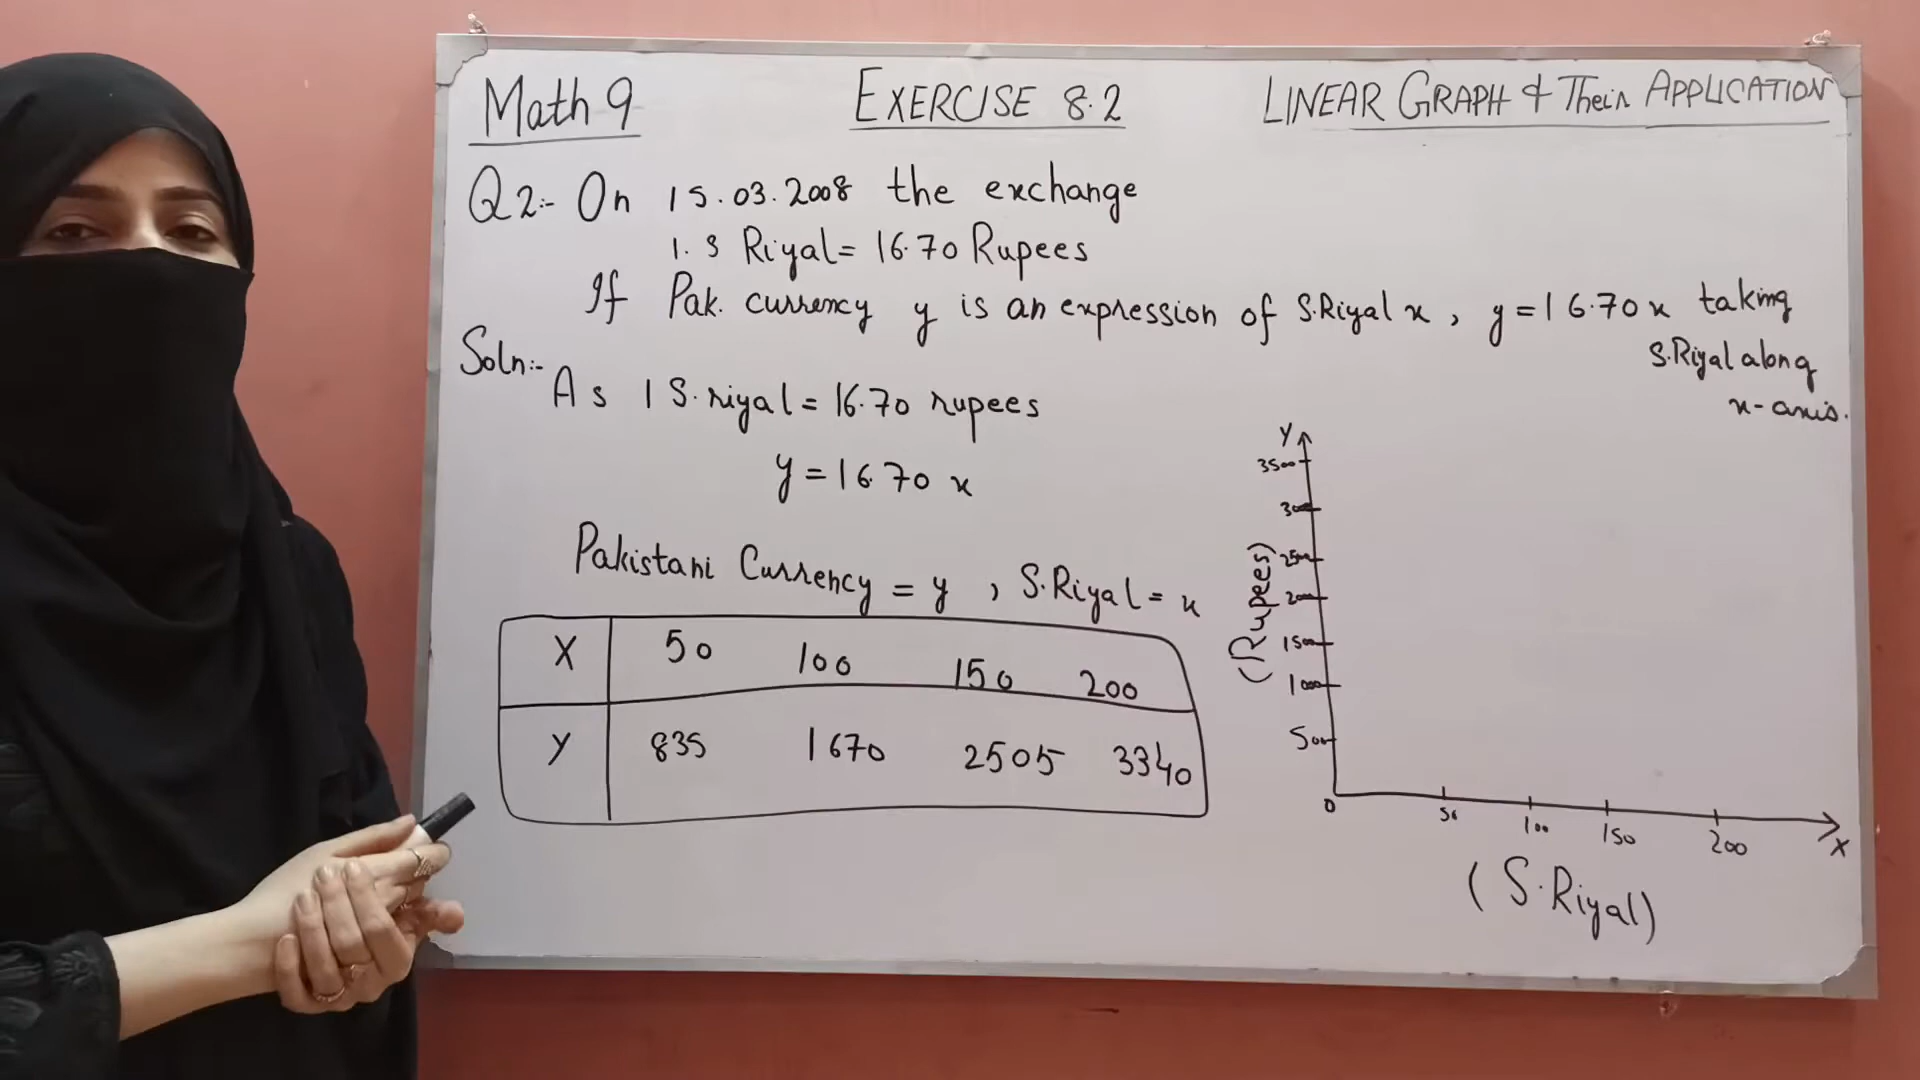 Math 9
EXERCISE 8.2
LINEAR GRAPH & Their APPLICATION
Q2:- On 15.03.2008 the exchange
1. S Riyal = 16.70 Rupees
If Pak. currency y is an expression of S.Riyal x, y = 16.70 x taking
S.Riyal along
x-axis.
Soln:-
As 1 S.riyal = 16.70 rupees
y = 16.70 x
Pakistani Currency = y , S.Riyal = x
X 50 100 150 200
Y 835 1670 2505 3340
Y
3500
3000
2500
2000
1500
1000
500
(Rupees)
0 50 100 150 200 X
(S.Riyal)